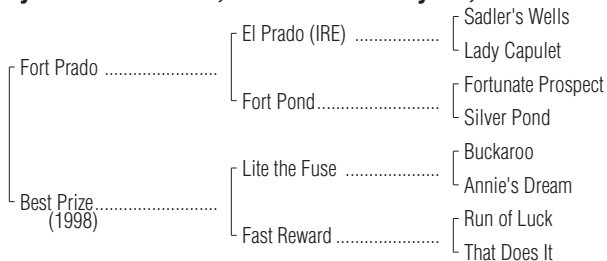 Sadler's Wells
El Prado (IRE) ..................
Lady Capulet
Fort Prado ........................
Fortunate Prospect
Fort Pond..........................
Silver Pond
Buckaroo
Lite the Fuse ....................
Annie's Dream
Best Prize..........................
(1998)
Run of Luck
Fast Reward ......................
That Does It